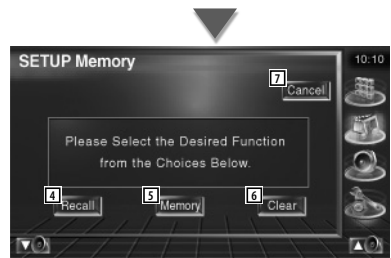 SETUP Memory
10:10
7
Cancel
Please Select the Desired Function
from the Choices Below.
4 5 6
Recall Memory Clear